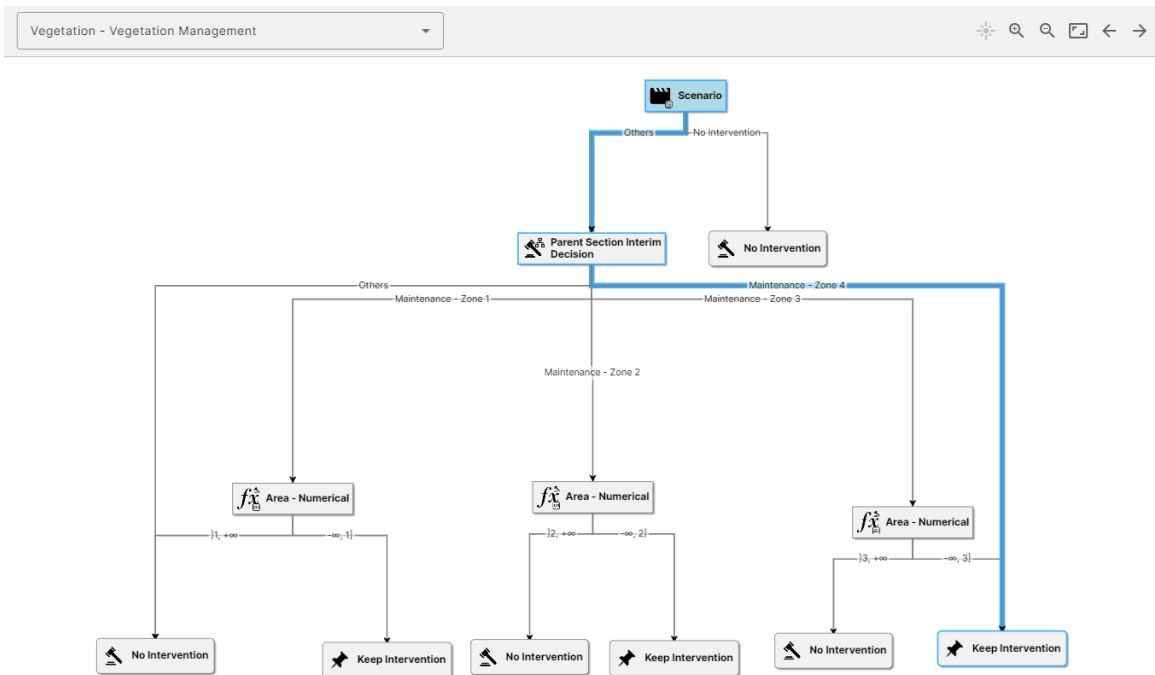 Vegetation - Vegetation Management
Scenario
Others
No Intervention
Parent Section Interim
Decision
No Intervention
Others
Maintenance - Zone 4
Maintenance - Zone 1
Maintenance - Zone 3
Maintenance - Zone 2
Area - Numerical
Area - Numerical
Area - Numerical
]1, +∞
-∞, 1]
]2, +∞
-∞, 2]
]3, +∞
-∞, 3]
No Intervention
Keep Intervention
No Intervention
Keep Intervention
No Intervention
Keep Intervention